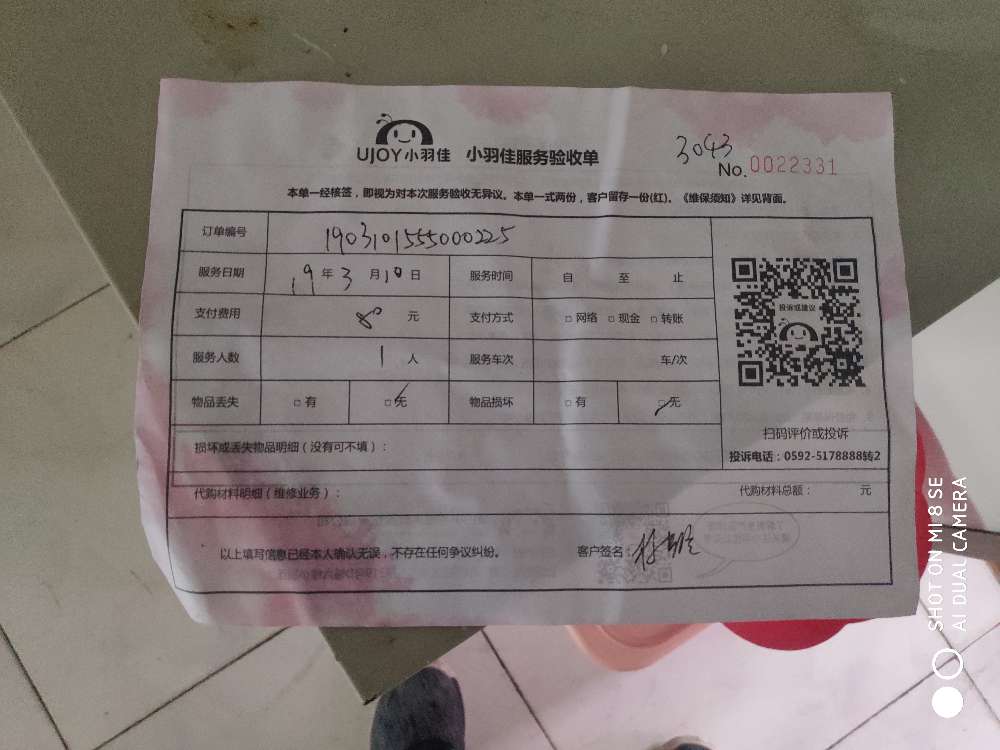 UJOY小羽佳 小羽佳服务验收单
3043
No. 0022331
本单一经核签，即视为对本次服务验收无异议。本单一式两份，客户留存一份(红)。《维保须知》详见背面。
订单编号 1903101555000225
服务日期 19年3月10日 服务时间 自 至 止
支付费用 80 元 支付方式 □网络 □现金 □转账
服务人数 1 人 服务车次 车/次
物品丢失 □有 □无 物品损坏 □有 □无
投诉或建议
扫码评价或投诉
投诉电话：0592-5178888转2
损坏或丢失物品明细（没有可不填）：
代购材料明细（维修业务）： 代购材料总额： 元
以上填写信息已经本人确认无误，不存在任何争议纠纷。 客户签名：
SHOT ON MI 8 SE
AI DUAL CAMERA